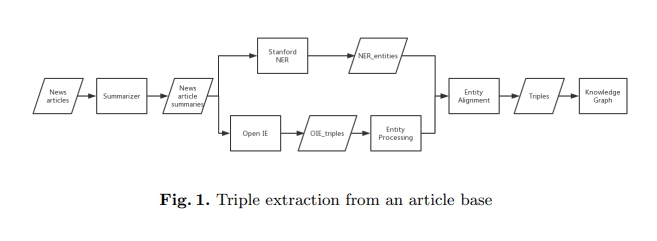 News
articles
Summarizer
News
article
summaries
Stanford
NER
NER_entities
Open IE
OIE_triples
Entity
Processing
Entity
Alignment
Triples
Knowledge
Graph
Fig. 1. Triple extraction from an article base